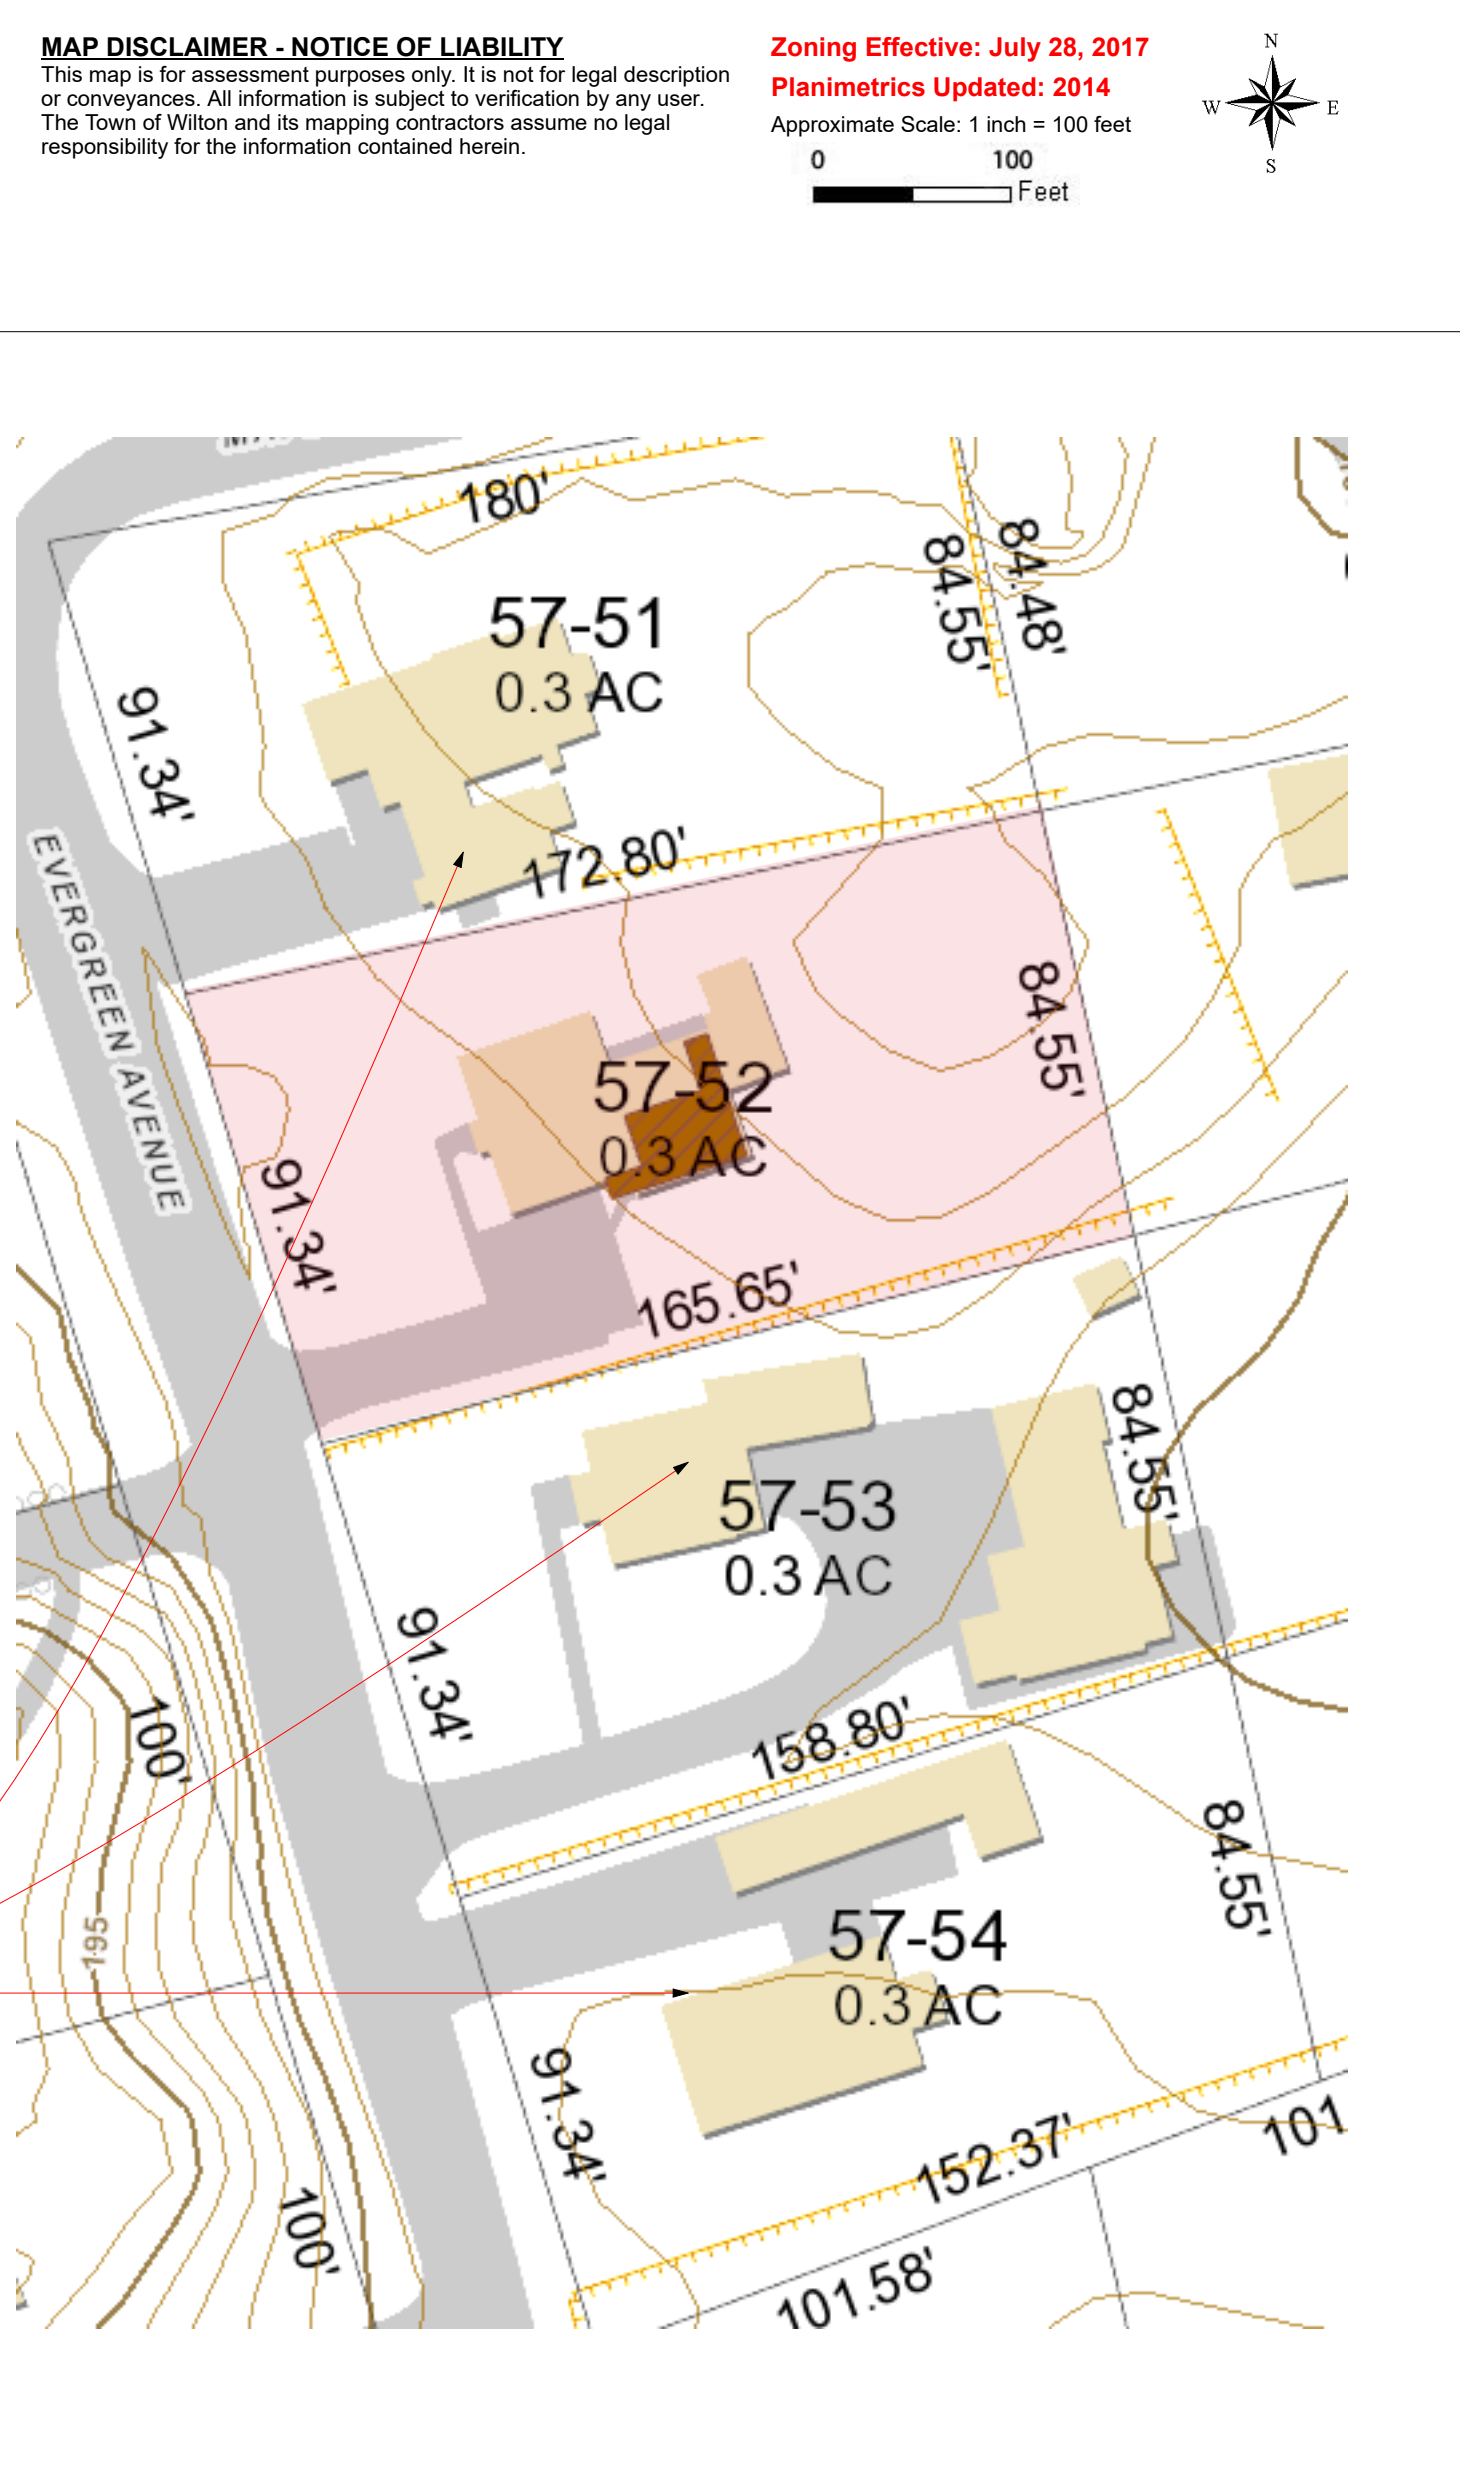 MAP DISCLAIMER - NOTICE OF LIABILITY
This map is for assessment purposes only. It is not for legal description
or conveyances. All information is subject to verification by any user.
The Town of Wilton and its mapping contractors assume no legal
responsibility for the information contained herein.
Zoning Effective: July 28, 2017
Planimetrics Updated: 2014
Approximate Scale: 1 inch = 100 feet
0 100
Feet
N
W E
S
180'
84.55'
84.48'
57-51
0.3 AC
91.34'
172.80'
EVERGREEN AVENUE
84.55'
57-52
0.3 AC
91.34'
165.65'
84.55'
57-53
0.3 AC
91.34'
100'
158.80'
84.55'
57-54
0.3 AC
195
91.34'
152.37'
101
100'
101.58'